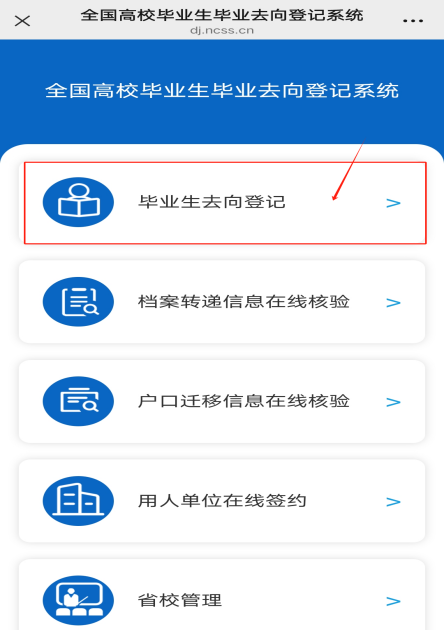 全国高校毕业生毕业去向登记系统
dj.ncss.cn
全国高校毕业生毕业去向登记系统
毕业生去向登记
档案转递信息在线核验
户口迁移信息在线核验
用人单位在线签约
省校管理